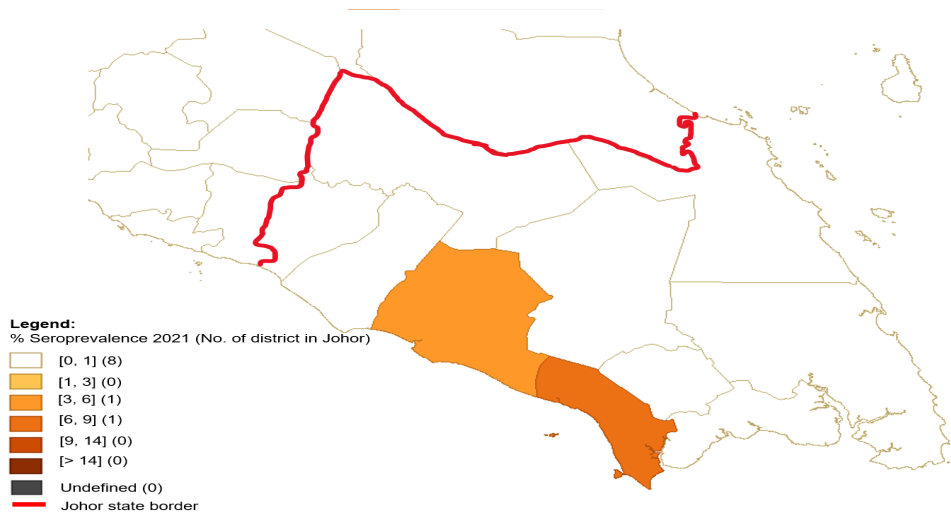 Legend:
% Seroprevalence 2021 (No. of district in Johor)
[0, 1] (8)
[1, 3] (0)
[3, 6] (1)
[6, 9] (1)
[9, 14] (0)
[> 14] (0)
Undefined (0)
Johor state border